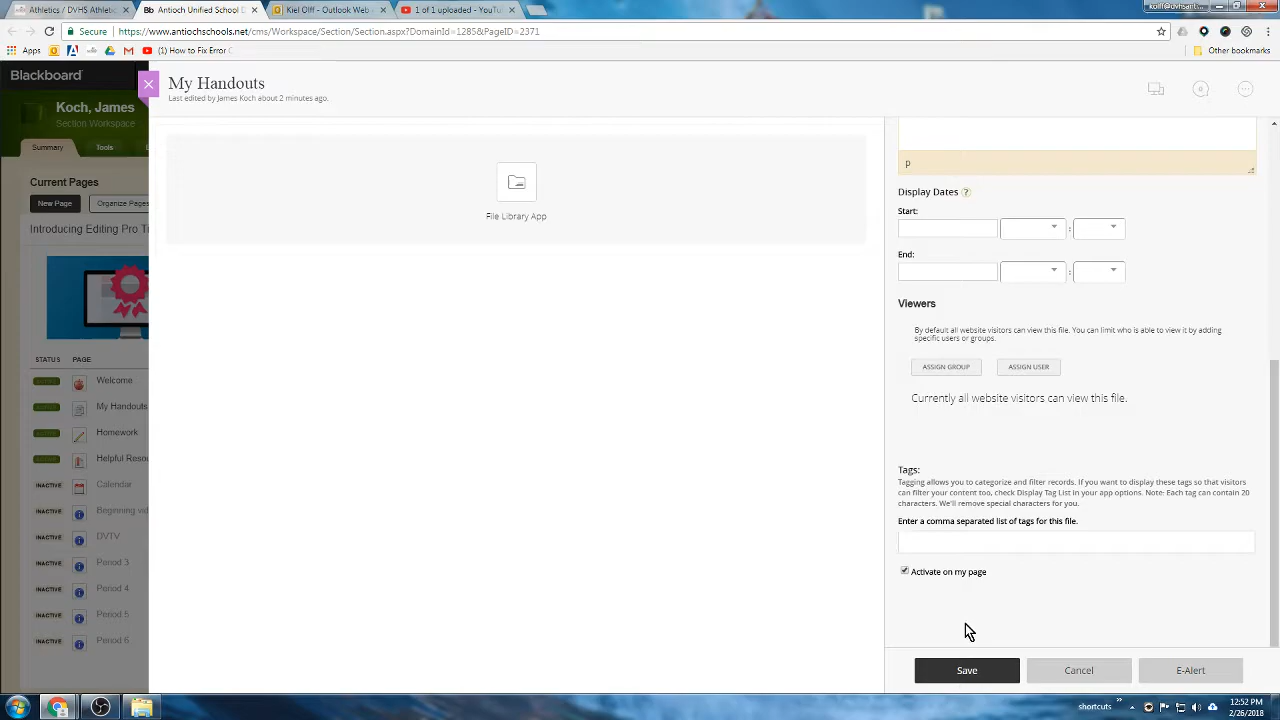 Athletics / DVHS Athletic
Bb Antioch Unified School D
Kiel Olff - Outlook Web
1 of 1 uploaded - YouTu
Secure
https://www.antiochschools.net/cms/Workspace/Section/Section.aspx?DomainId=1285&PageID=2371
Apps
(1) How to Fix Error C
Other bookmarks
Blackboard
My Handouts
Last edited by James Koch about 2 minutes ago.
Koch, James
Section Workspace
Summary
Tools
Current Pages
New Page
Organize Pages
Introducing Editing Pro Tr
STATUS PAGE
Welcome
My Handouts
Homework
Helpful Reso
INACTIVE Calendar
INACTIVE Beginning vid
INACTIVE DVTV
INACTIVE Period 3
INACTIVE Period 4
INACTIVE Period 5
INACTIVE Period 6
File Library App
p
Display Dates ?
Start:
:
End:
:
Viewers
By default all website visitors can view this file. You can limit who is able to view it by adding
specific users or groups.
ASSIGN GROUP
ASSIGN USER
Currently all website visitors can view this file.
Tags:
Tagging allows you to categorize and filter records. If you want to display these tags so that visitors
can filter your content too, check Display Tag List in your app options. Note: Each tag can contain 20
characters. We'll remove special characters for you.
Enter a comma separated list of tags for this file.
Activate on my page
Save
Cancel
E-Alert
shortcuts
12:52 PM
2/26/2018